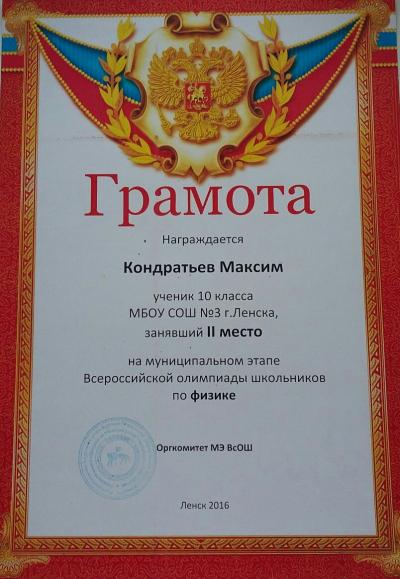 Грамота
Награждается
Кондратьев Максим
ученик 10 класса
МБОУ СОШ №3 г.Ленска,
занявший II место
на муниципальном этапе
Всероссийской олимпиады школьников
по физике
Оргкомитет МЭ ВсОШ
Ленск 2016